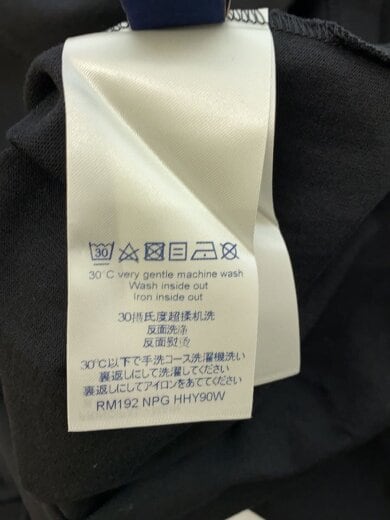 30
30°C very gentle machine wash
Wash inside out
Iron inside out
30措氏度超揉机洗
反面洗涤
反面熨烫
30℃以下で手洗コース洗濯機洗い
裏返しにして洗濯してください
裏返しにしてアイロンをあててください
RM192 NPG HHY90W